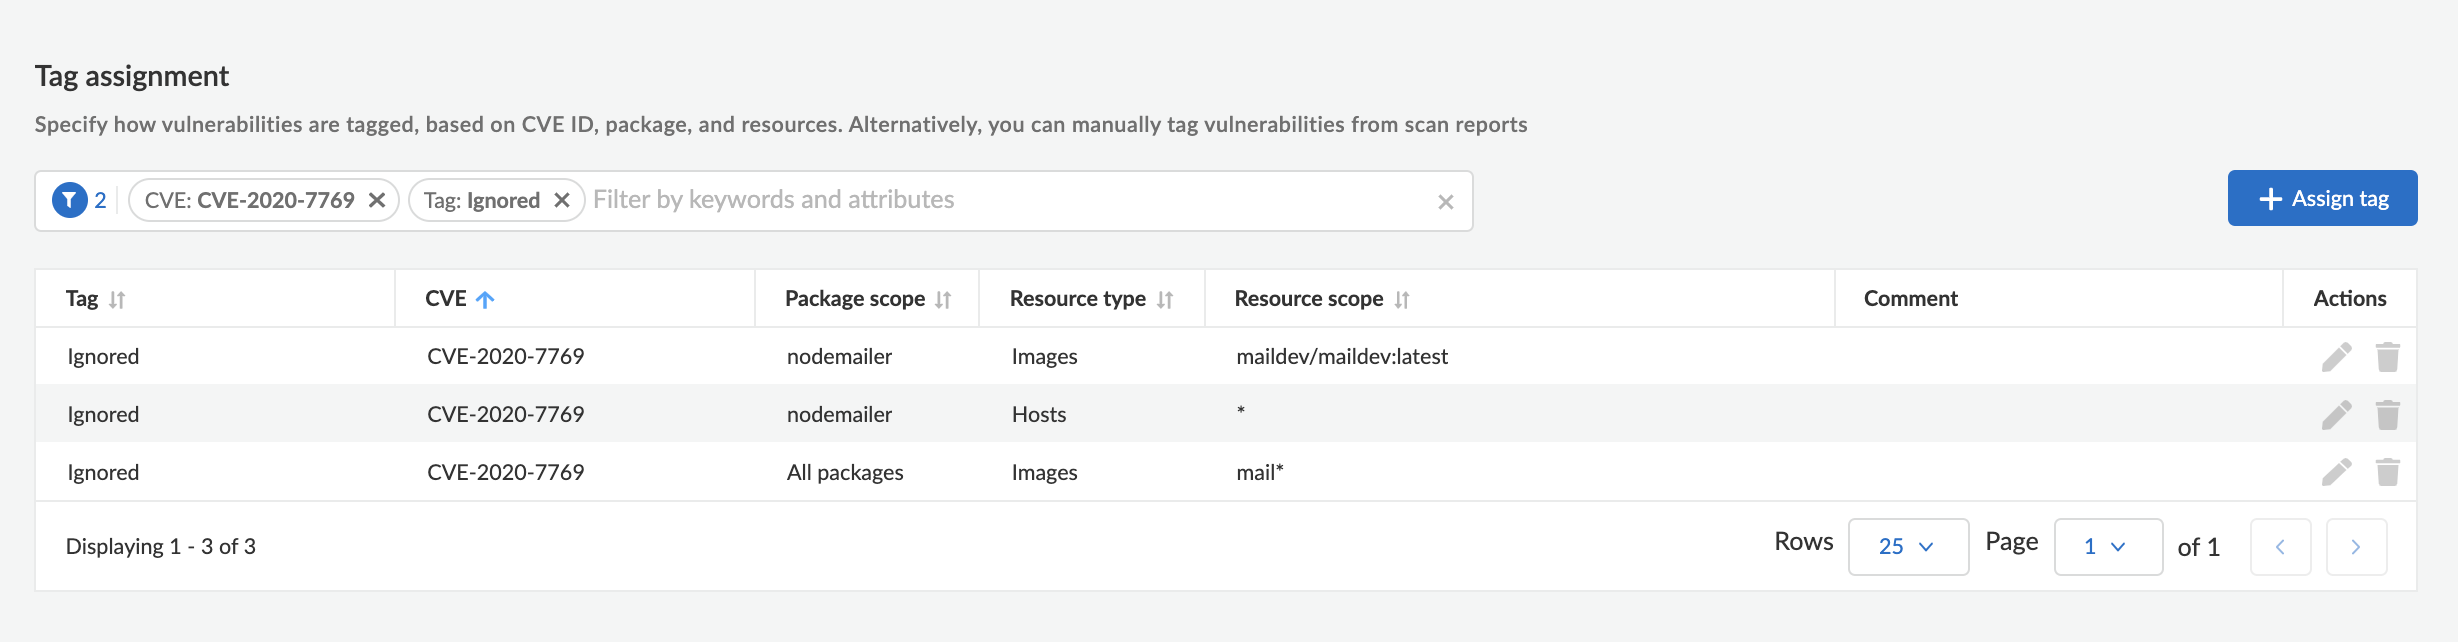 Tag assignment
Specify how vulnerabilities are tagged, based on CVE ID, package, and resources. Alternatively, you can manually tag vulnerabilities from scan reports
2 CVE: CVE-2020-7769 Tag: Ignored Filter by keywords and attributes
Assign tag
Tag CVE Package scope Resource type Resource scope Comment Actions
Ignored CVE-2020-7769 nodemailer Images maildev/maildev:latest
Ignored CVE-2020-7769 nodemailer Hosts *
Ignored CVE-2020-7769 All packages Images mail*
Displaying 1 - 3 of 3 Rows 25 Page 1 of 1